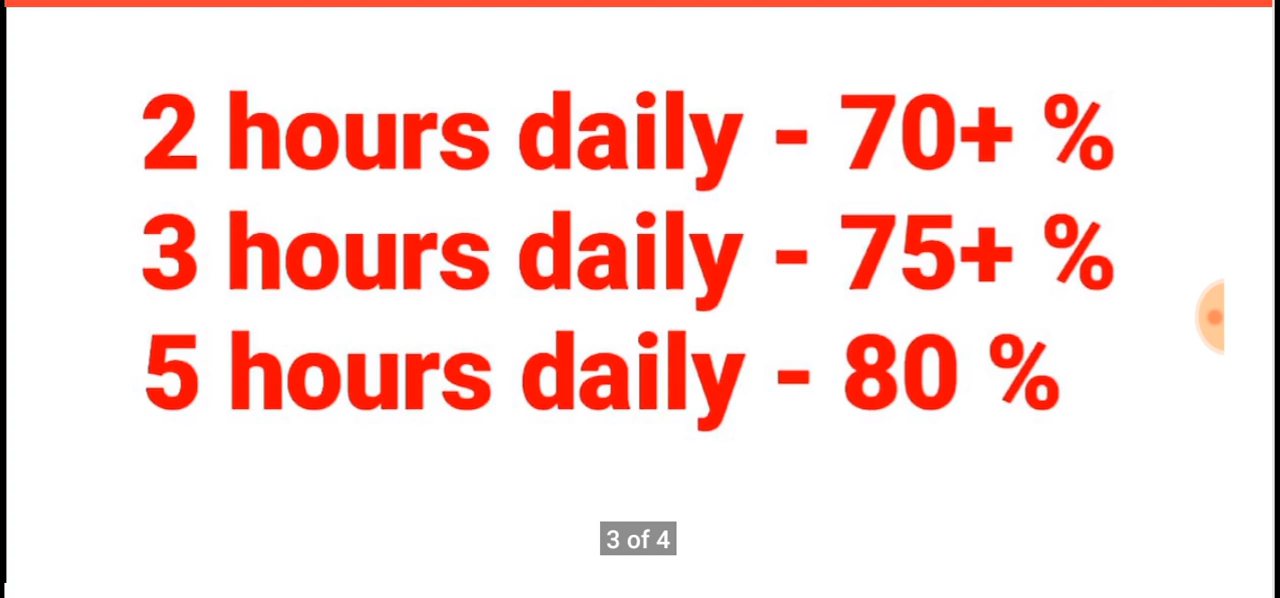 2 hours daily - 70+ %
3 hours daily - 75+ %
5 hours daily - 80 %
3 of 4